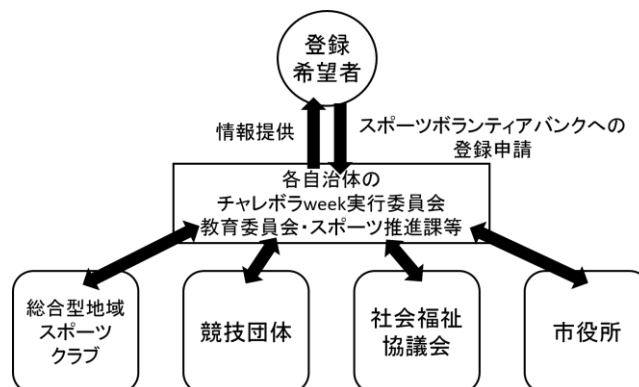 登録
希望者
情報提供
スポーツボランティアバンクへの
登録申請
各自治体の
チャレボラweek実行委員会
教育委員会・スポーツ推進課等
総合型地域
スポーツ
クラブ
競技団体
社会福祉
協議会
市役所